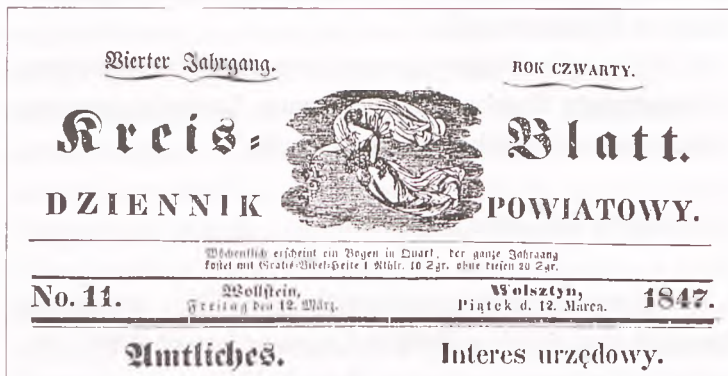 Vierter Jahrgang. ROK CZWARTY.
Kreis= Blatt.
DZIENNIK POWIATOWY.
Wöchentlich erscheint ein Bogen in Quart, der ganze Jahrgang
kostet mit Gratis-Bibel-Hefte 1 Rthlr. 10 Sgr. ohne diesen 20 Sgr.
No. 11. Wollstein, Wolsztyn, 1847.
Freitag den 12. März. Piątek d. 12. Marca.
Amtliches. Interes urzędowy.